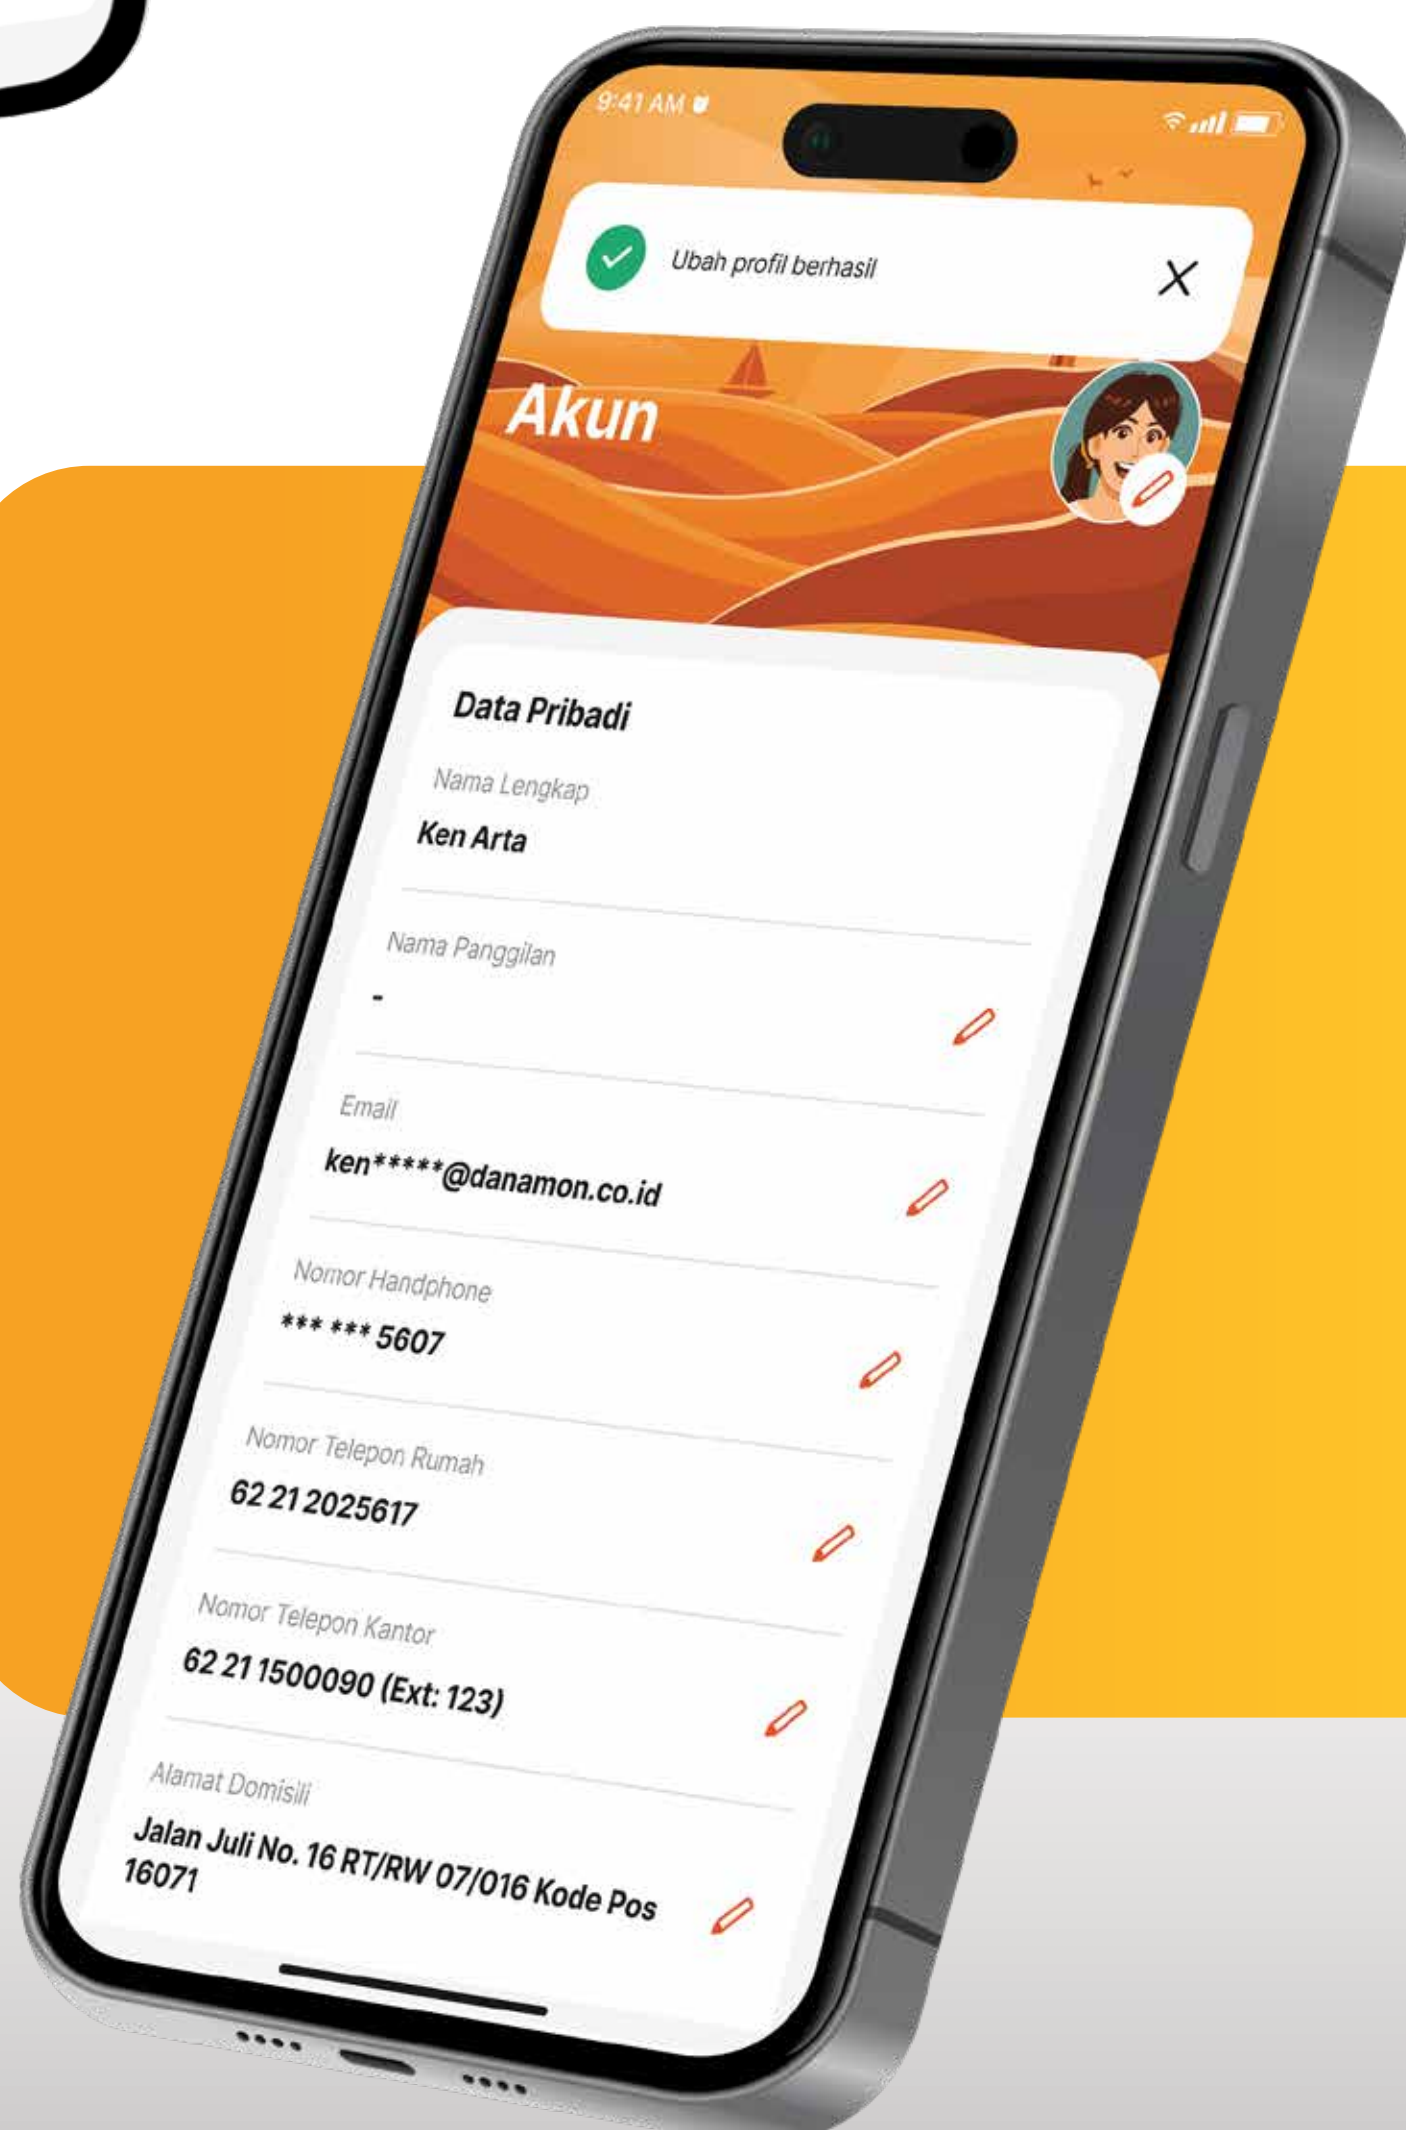 9:41 AM
Ubah profil berhasil
Akun
Data Pribadi
Nama Lengkap
Ken Arta
Nama Panggilan
-
Email
ken*****@danamon.co.id
Nomor Handphone
*** *** 5607
Nomor Telepon Rumah
62 21 2025617
Nomor Telepon Kantor
62 21 1500090 (Ext: 123)
Alamat Domisili
Jalan Juli No. 16 RT/RW 07/016 Kode Pos
16071